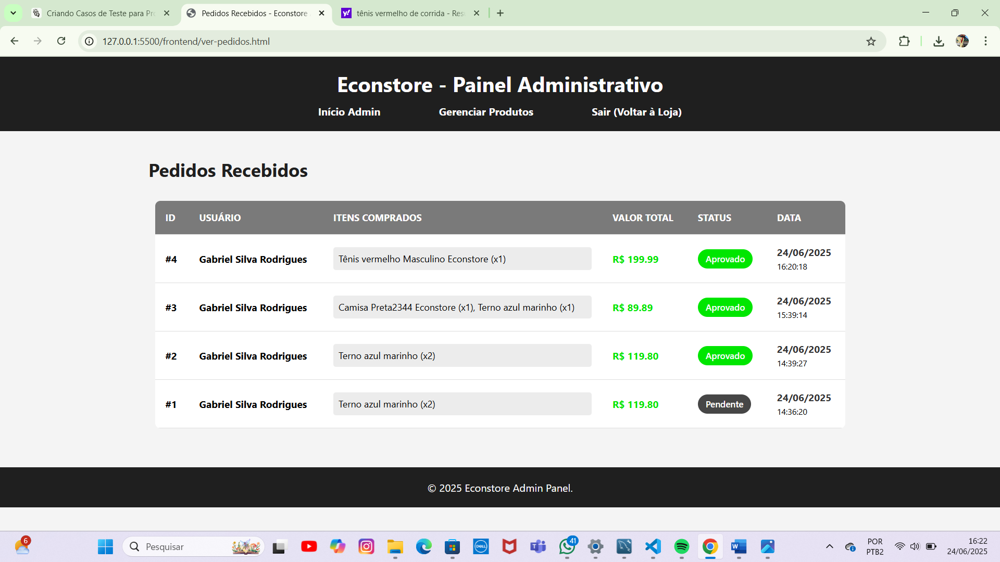 Criando Casos de Teste para Pro
Pedidos Recebidos - Econstore
tênis vermelho de corrida - Res
127.0.0.1:5500/frontend/ver-pedidos.html
Econstore - Painel Administrativo
Início Admin Gerenciar Produtos Sair (Voltar à Loja)
Pedidos Recebidos
ID USUÁRIO ITENS COMPRADOS VALOR TOTAL STATUS DATA
#4 Gabriel Silva Rodrigues Tênis vermelho Masculino Econstore (x1) R$ 199.99 Aprovado 24/06/2025
16:20:18
#3 Gabriel Silva Rodrigues Camisa Preta2344 Econstore (x1), Terno azul marinho (x1) R$ 89.89 Aprovado 24/06/2025
15:39:14
#2 Gabriel Silva Rodrigues Terno azul marinho (x2) R$ 119.80 Aprovado 24/06/2025
14:39:27
#1 Gabriel Silva Rodrigues Terno azul marinho (x2) R$ 119.80 Pendente 24/06/2025
14:36:20
© 2025 Econstore Admin Panel.
6
Pesquisar
DELL
41
POR
PTB2
16:22
24/06/2025